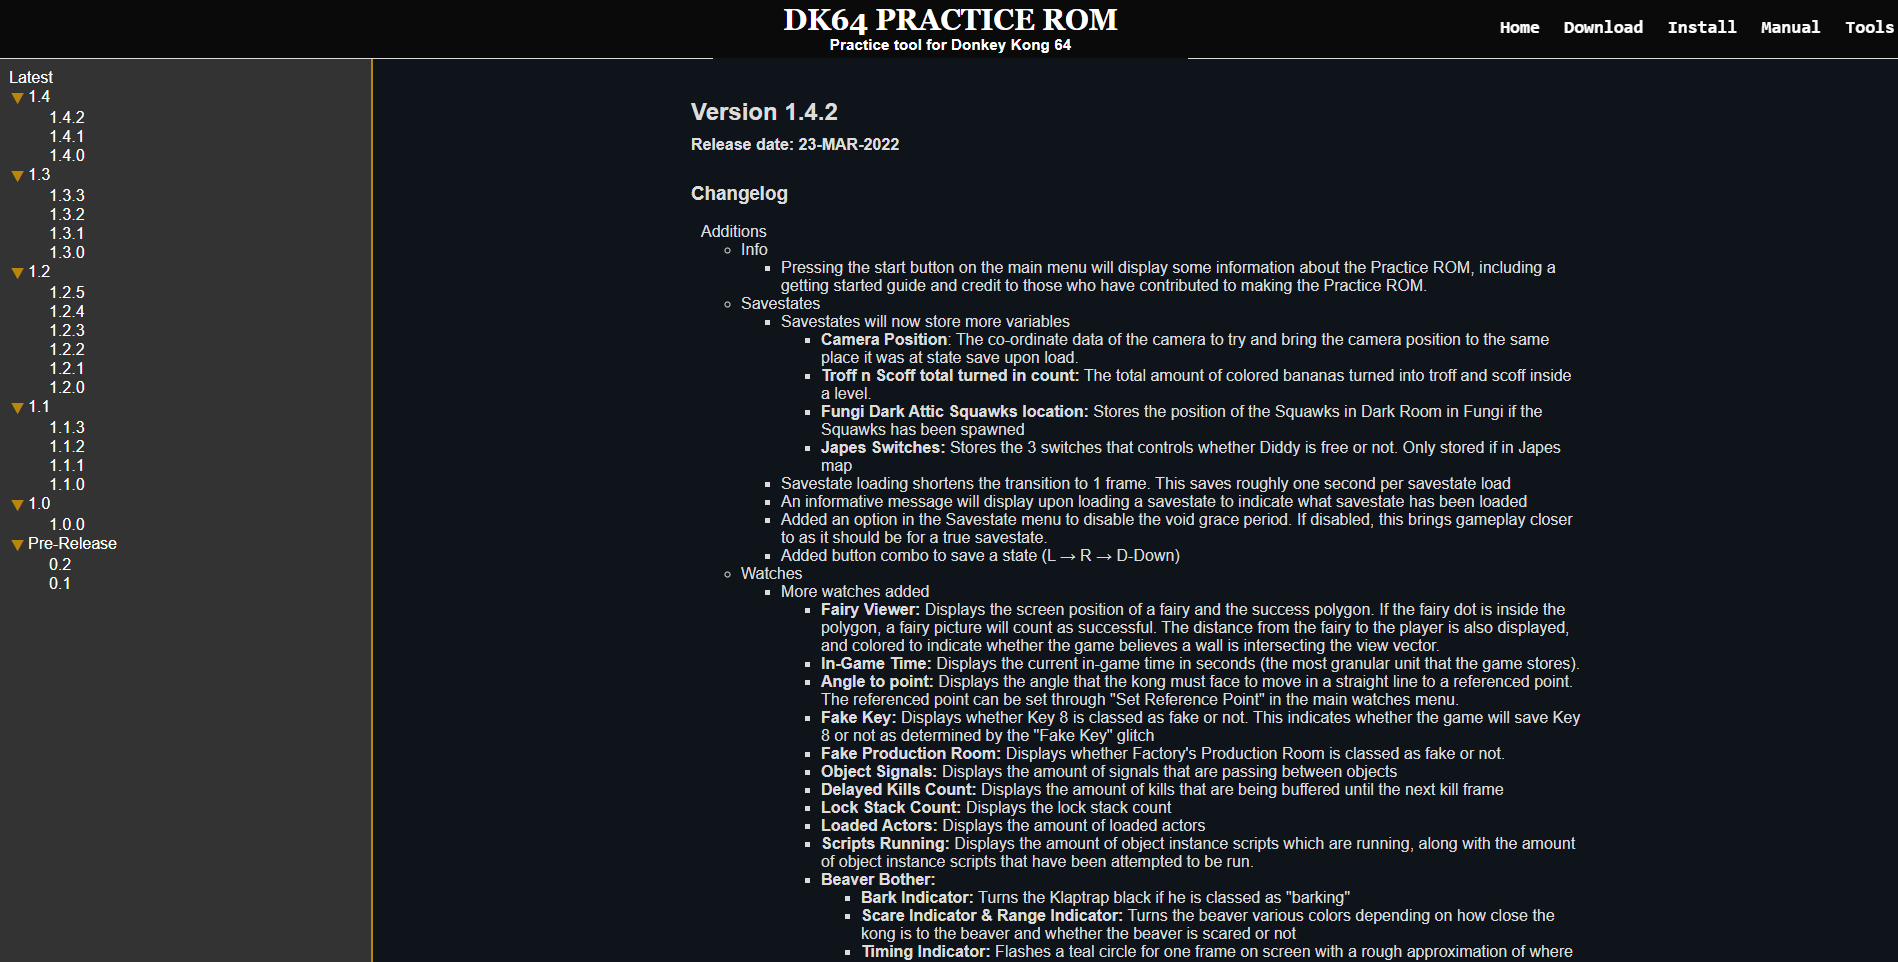 DK64 PRACTICE ROM
Practice tool for Donkey Kong 64
Home Download Install Manual Tools
Latest
1.4
1.4.2
1.4.1
1.4.0
1.3
1.3.3
1.3.2
1.3.1
1.3.0
1.2
1.2.5
1.2.4
1.2.3
1.2.2
1.2.1
1.2.0
1.1
1.1.3
1.1.2
1.1.1
1.1.0
1.0
1.0.0
Pre-Release
0.2
0.1
Version 1.4.2
Release date: 23-MAR-2022
Changelog
Additions
Info
Pressing the start button on the main menu will display some information about the Practice ROM, including a
getting started guide and credit to those who have contributed to making the Practice ROM.
Savestates
Savestates will now store more variables
Camera Position: The co-ordinate data of the camera to try and bring the camera position to the same
place it was at state save upon load.
Troff n Scoff total turned in count: The total amount of colored bananas turned into troff and scoff inside
a level.
Fungi Dark Attic Squawks location: Stores the position of the Squawks in Dark Room in Fungi if the
Squawks has been spawned
Japes Switches: Stores the 3 switches that controls whether Diddy is free or not. Only stored if in Japes
map
Savestate loading shortens the transition to 1 frame. This saves roughly one second per savestate load
An informative message will display upon loading a savestate to indicate what savestate has been loaded
Added an option in the Savestate menu to disable the void grace period. If disabled, this brings gameplay closer
to as it should be for a true savestate.
Added button combo to save a state (L → R → D-Down)
Watches
More watches added
Fairy Viewer: Displays the screen position of a fairy and the success polygon. If the fairy dot is inside the
polygon, a fairy picture will count as successful. The distance from the fairy to the player is also displayed,
and colored to indicate whether the game believes a wall is intersecting the view vector.
In-Game Time: Displays the current in-game time in seconds (the most granular unit that the game stores).
Angle to point: Displays the angle that the kong must face to move in a straight line to a referenced point.
The referenced point can be set through "Set Reference Point" in the main watches menu.
Fake Key: Displays whether Key 8 is classed as fake or not. This indicates whether the game will save Key
8 or not as determined by the "Fake Key" glitch
Fake Production Room: Displays whether Factory's Production Room is classed as fake or not.
Object Signals: Displays the amount of signals that are passing between objects
Delayed Kills Count: Displays the amount of kills that are being buffered until the next kill frame
Lock Stack Count: Displays the lock stack count
Loaded Actors: Displays the amount of loaded actors
Scripts Running: Displays the amount of object instance scripts which are running, along with the amount
of object instance scripts that have been attempted to be run.
Beaver Bother:
Bark Indicator: Turns the Klaptrap black if he is classed as "barking"
Scare Indicator & Range Indicator: Turns the beaver various colors depending on how close the
kong is to the beaver and whether the beaver is scared or not
Timing Indicator: Flashes a teal circle for one frame on screen with a rough approximation of where